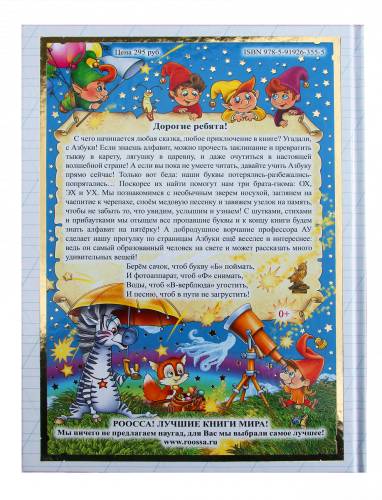 Цена 295 руб.
ISBN 978-5-91926-355-5
Дорогие ребята!
С чего начинается любая сказка, любое приключение в книге? Угадали,
с Азбуки! Если знаешь алфавит, можно прочесть заклинание и превратить
тыкву в карету, лягушку в царевну, и даже очутиться в настоящей
волшебной стране! А если вы пока не умеете читать, давайте учить Азбуку
прямо сейчас! Только вот беда: наши буквы потерялись-разбежались-
попрятались... Поскорее их найти помогут нам три брата-гнома: ОХ,
ЭХ и УХ. Мы познакомимся с необычным зверем песухой, заглянем на
чаепитие к черепахе, споём медовую песенку и завяжем узелок на память,
чтобы не забыть то, что увидим, услышим и узнаем! С шутками, стихами
и прибаутками мы отыщем все пропавшие буквы и к концу книги будем
знать алфавит на пятёрку! А добродушное ворчание профессора АУ
сделает нашу прогулку по страницам Азбуки ещё веселее и интереснее:
ведь он самый образованный человек на свете и может рассказать много
удивительных вещей!
Берём сачок, чтоб букву «Б» поймать,
И фотоаппарат, чтоб «Ф» снимать,
Воды, чтоб «В-верблюда» угостить,
И песню, чтоб в пути не загрустить!
0+
РООССА! ЛУЧШИЕ КНИГИ МИРА!
Мы ничего не предлагаем наугад, для Вас мы выбрали самое лучшее!
www.roossa.ru